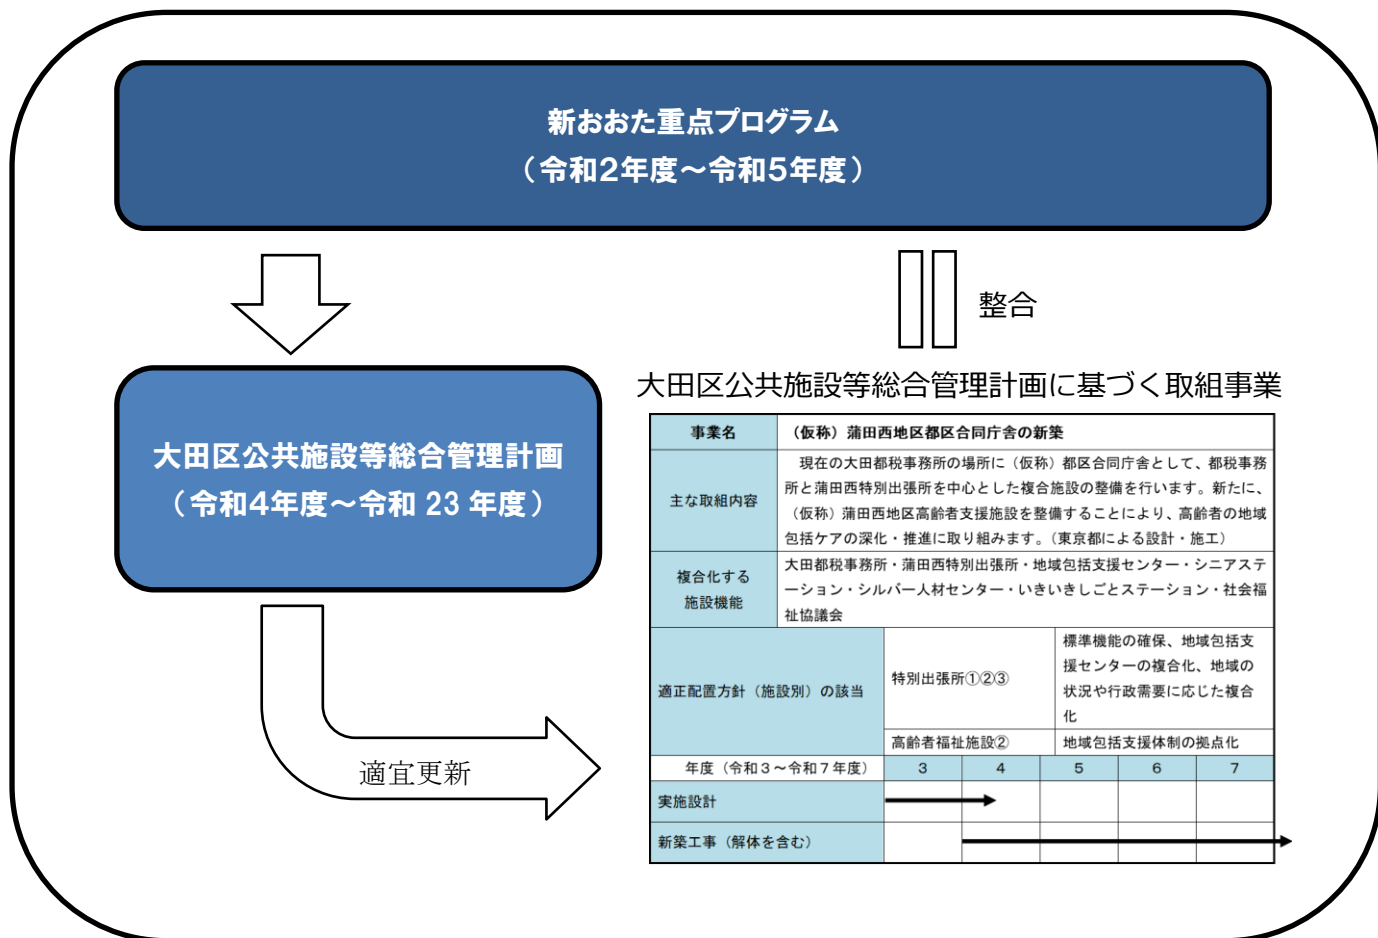 新おおた重点プログラム
（令和２年度～令和５年度）
整合
大田区公共施設等総合管理計画
（令和４年度～令和 23 年度）
適宜更新
大田区公共施設等総合管理計画に基づく取組事業
事業名
（仮称）蒲田西地区都区合同庁舎の新築
主な取組内容
現在の大田都税事務所の場所に（仮称）都区合同庁舎として、都税事務
所と蒲田西特別出張所を中心とした複合施設の整備を行います。新たに、
（仮称）蒲田西地区高齢者支援施設を整備することにより、高齢者の地域
包括ケアの深化・推進に取り組みます。（東京都による設計・施工）
複合化する
施設機能
大田都税事務所・蒲田西特別出張所・地域包括支援センター・シニアステ
ーション・シルバー人材センター・いきいきしごとステーション・社会福
祉協議会
適正配置方針（施設別）の該当
特別出張所①②③
標準機能の確保、地域包括支
援センターの複合化、地域の
状況や行政需要に応じた複合
化
高齢者福祉施設②
地域包括支援体制の拠点化
年度（令和３～令和７年度）
3
4
5
6
7
実施設計
新築工事（解体を含む）